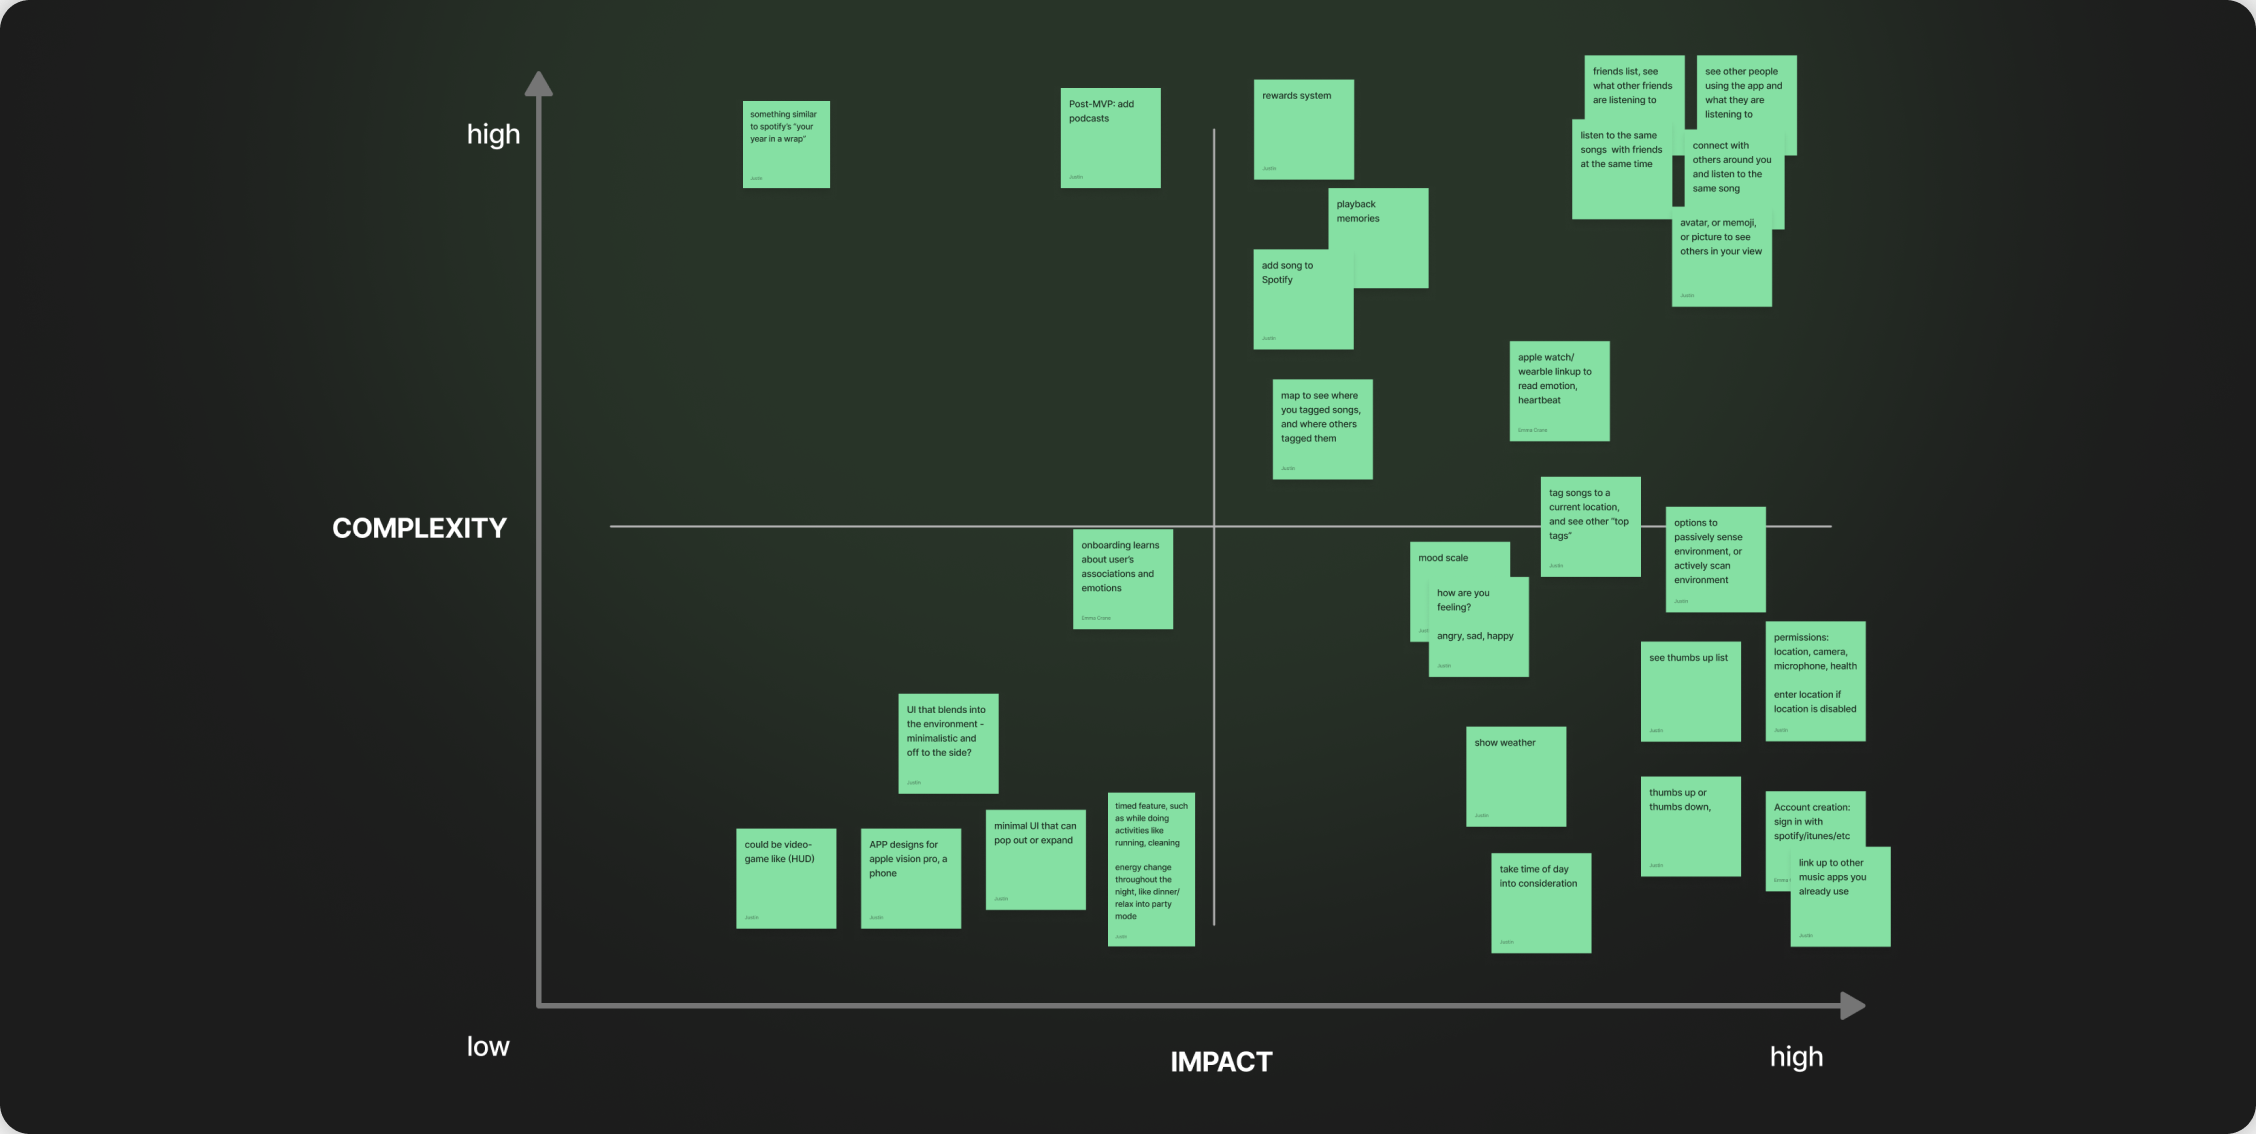 high
COMPLEXITY
low
IMPACT
high
something similar
to spotify's "your
year in a wrap"
Justin
Post-MVP: add
podcasts
Justin
rewards system
Justin
playback
memories
add song to
Spotify
Justin
friends list, see
what other friends
are listening to
see other people
using the app and
what they are
listening to
listen to the same
songs with friends
at the same time
connect with
others around you
and listen to the
same song
avatar, or memoji,
or picture to see
others in your view
Justin
map to see where
you tagged songs,
and where others
tagged them
Justin
apple watch/
wearble linkup to
read emotion,
heartbeat
Emma Crane
tag songs to a
current location,
and see other "top
tags"
Justin
options to
passively sense
environment, or
actively scan
environment
Justin
onboarding learns
about user's
associations and
emotions
Emma Crane
mood scale
how are you
feeling?
angry, sad, happy
Justin
see thumbs up list
Justin
permissions:
location, camera,
microphone, health
enter location if
location is disabled
Justin
UI that blends into
the environment -
minimalistic and
off to the side?
Justin
show weather
Justin
could be video-
game like (HUD)
Justin
APP designs for
apple vision pro, a
phone
Justin
minimal UI that can
pop out or expand
Justin
timed feature, such
as while doing
activities like
running, cleaning
energy change
throughout the
night, like dinner/
relax into party
mode
Justin
take time of day
into consideration
Justin
thumbs up or
thumbs down,
Justin
Account creation:
sign in with
spotify/itunes/etc
Emma
link up to other
music apps you
already use
Justin